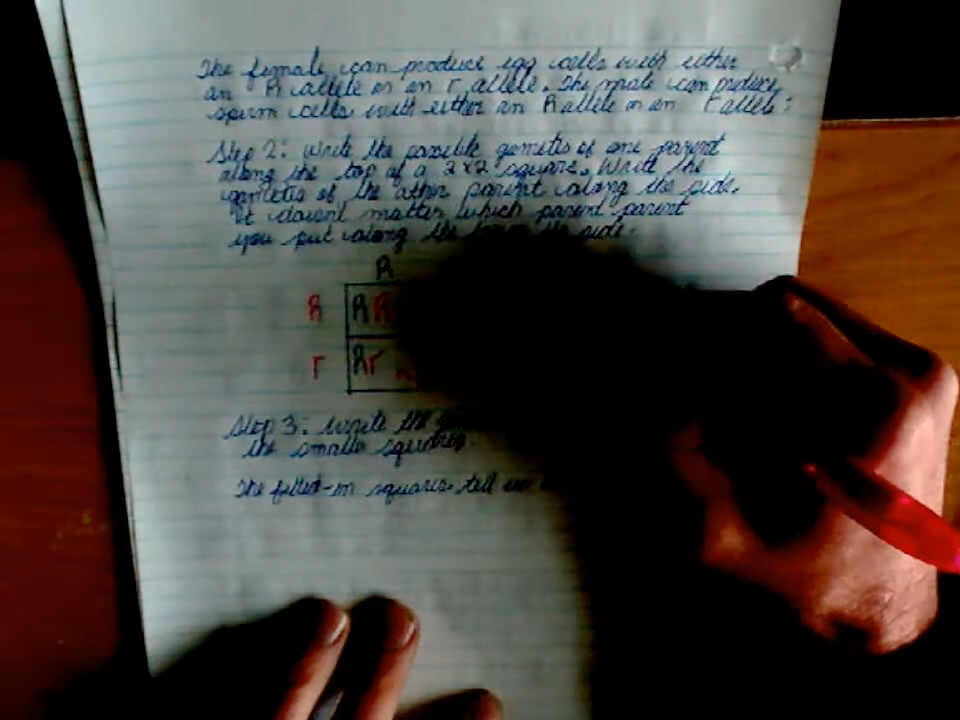 The female can produce egg cells with either
an R allele or an r allele. The male can produce
sperm cells with either an R allele or an r allele.
Step 2: Write the possible gametes of one parent
along the top of a 2x2 square. Write the
gametes of the other parent along the side.
It doesnt matter which parent parent
you put along the the side.
R
R RR
r Rr
Step 3: Write the
the smaller squares.
The filled-in squares tell